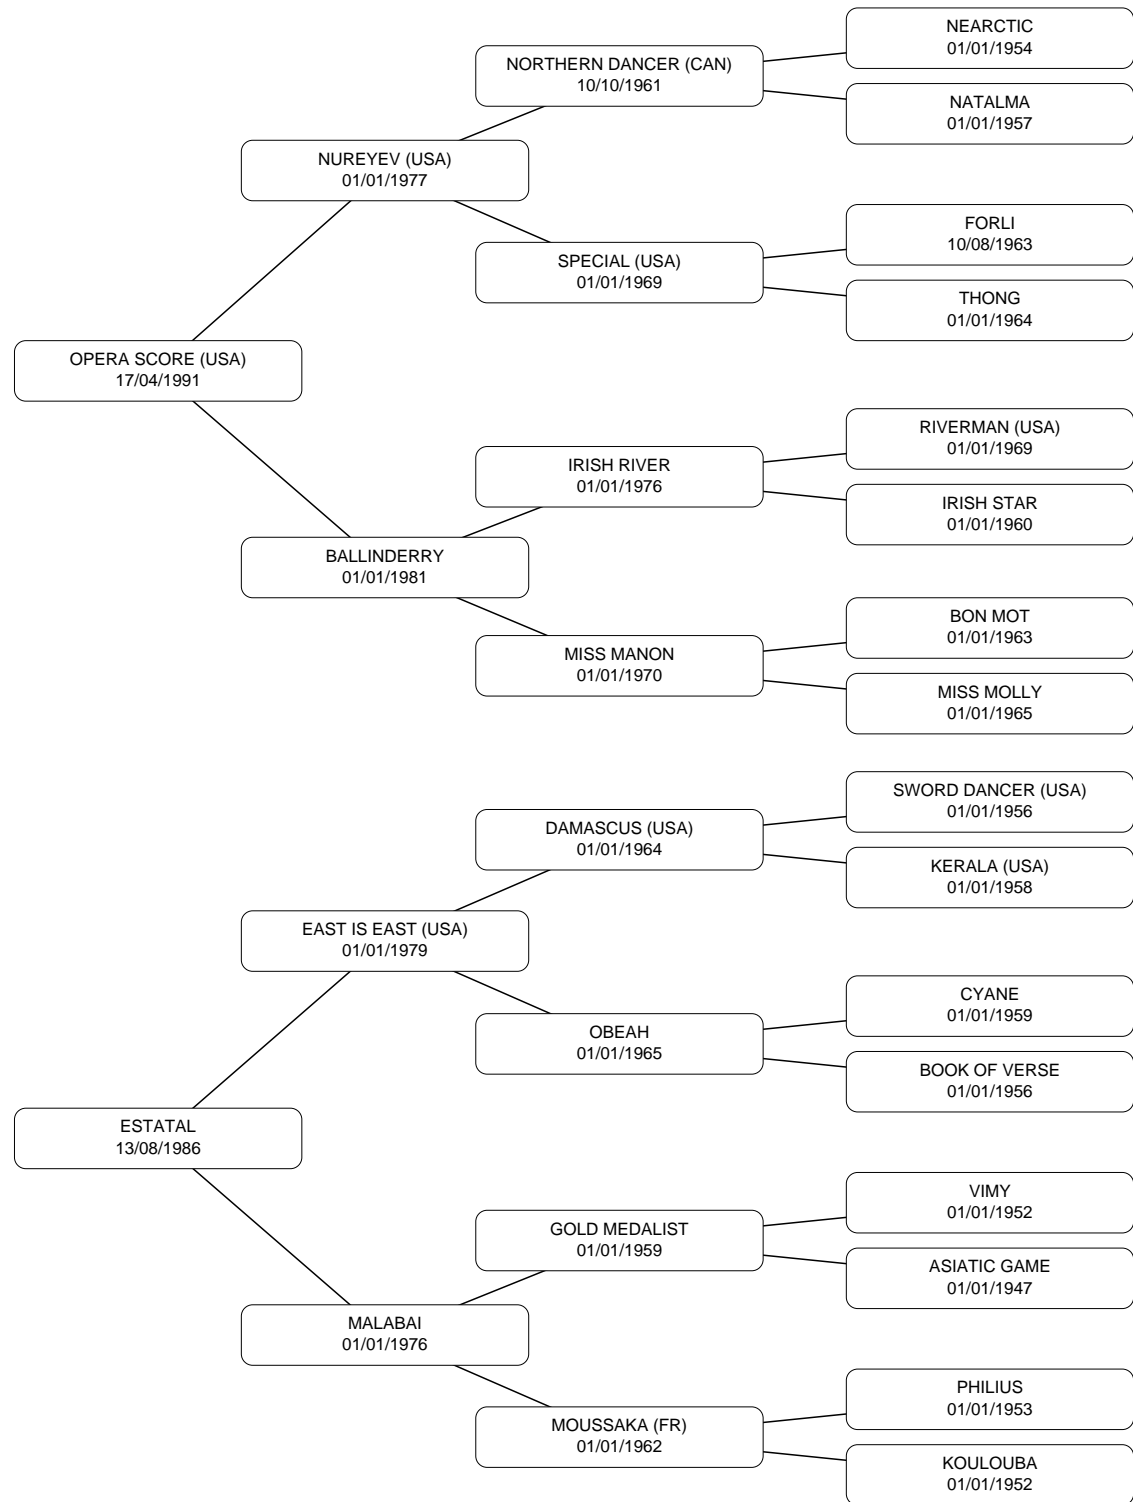 NEARCTIC
01/01/1954
NORTHERN DANCER (CAN)
10/10/1961
NATALMA
01/01/1957
NUREYEV (USA)
01/01/1977
FORLI
10/08/1963
SPECIAL (USA)
01/01/1969
THONG
01/01/1964
OPERA SCORE (USA)
17/04/1991
RIVERMAN (USA)
01/01/1969
IRISH RIVER
01/01/1976
IRISH STAR
01/01/1960
BALLINDERRY
01/01/1981
BON MOT
01/01/1963
MISS MANON
01/01/1970
MISS MOLLY
01/01/1965
SWORD DANCER (USA)
01/01/1956
DAMASCUS (USA)
01/01/1964
KERALA (USA)
01/01/1958
EAST IS EAST (USA)
01/01/1979
CYANE
01/01/1959
OBEAH
01/01/1965
BOOK OF VERSE
01/01/1956
ESTATAL
13/08/1986
VIMY
01/01/1952
GOLD MEDALIST
01/01/1959
ASIATIC GAME
01/01/1947
MALABAI
01/01/1976
PHILIUS
01/01/1953
MOUSSAKA (FR)
01/01/1962
KOULOUBA
01/01/1952